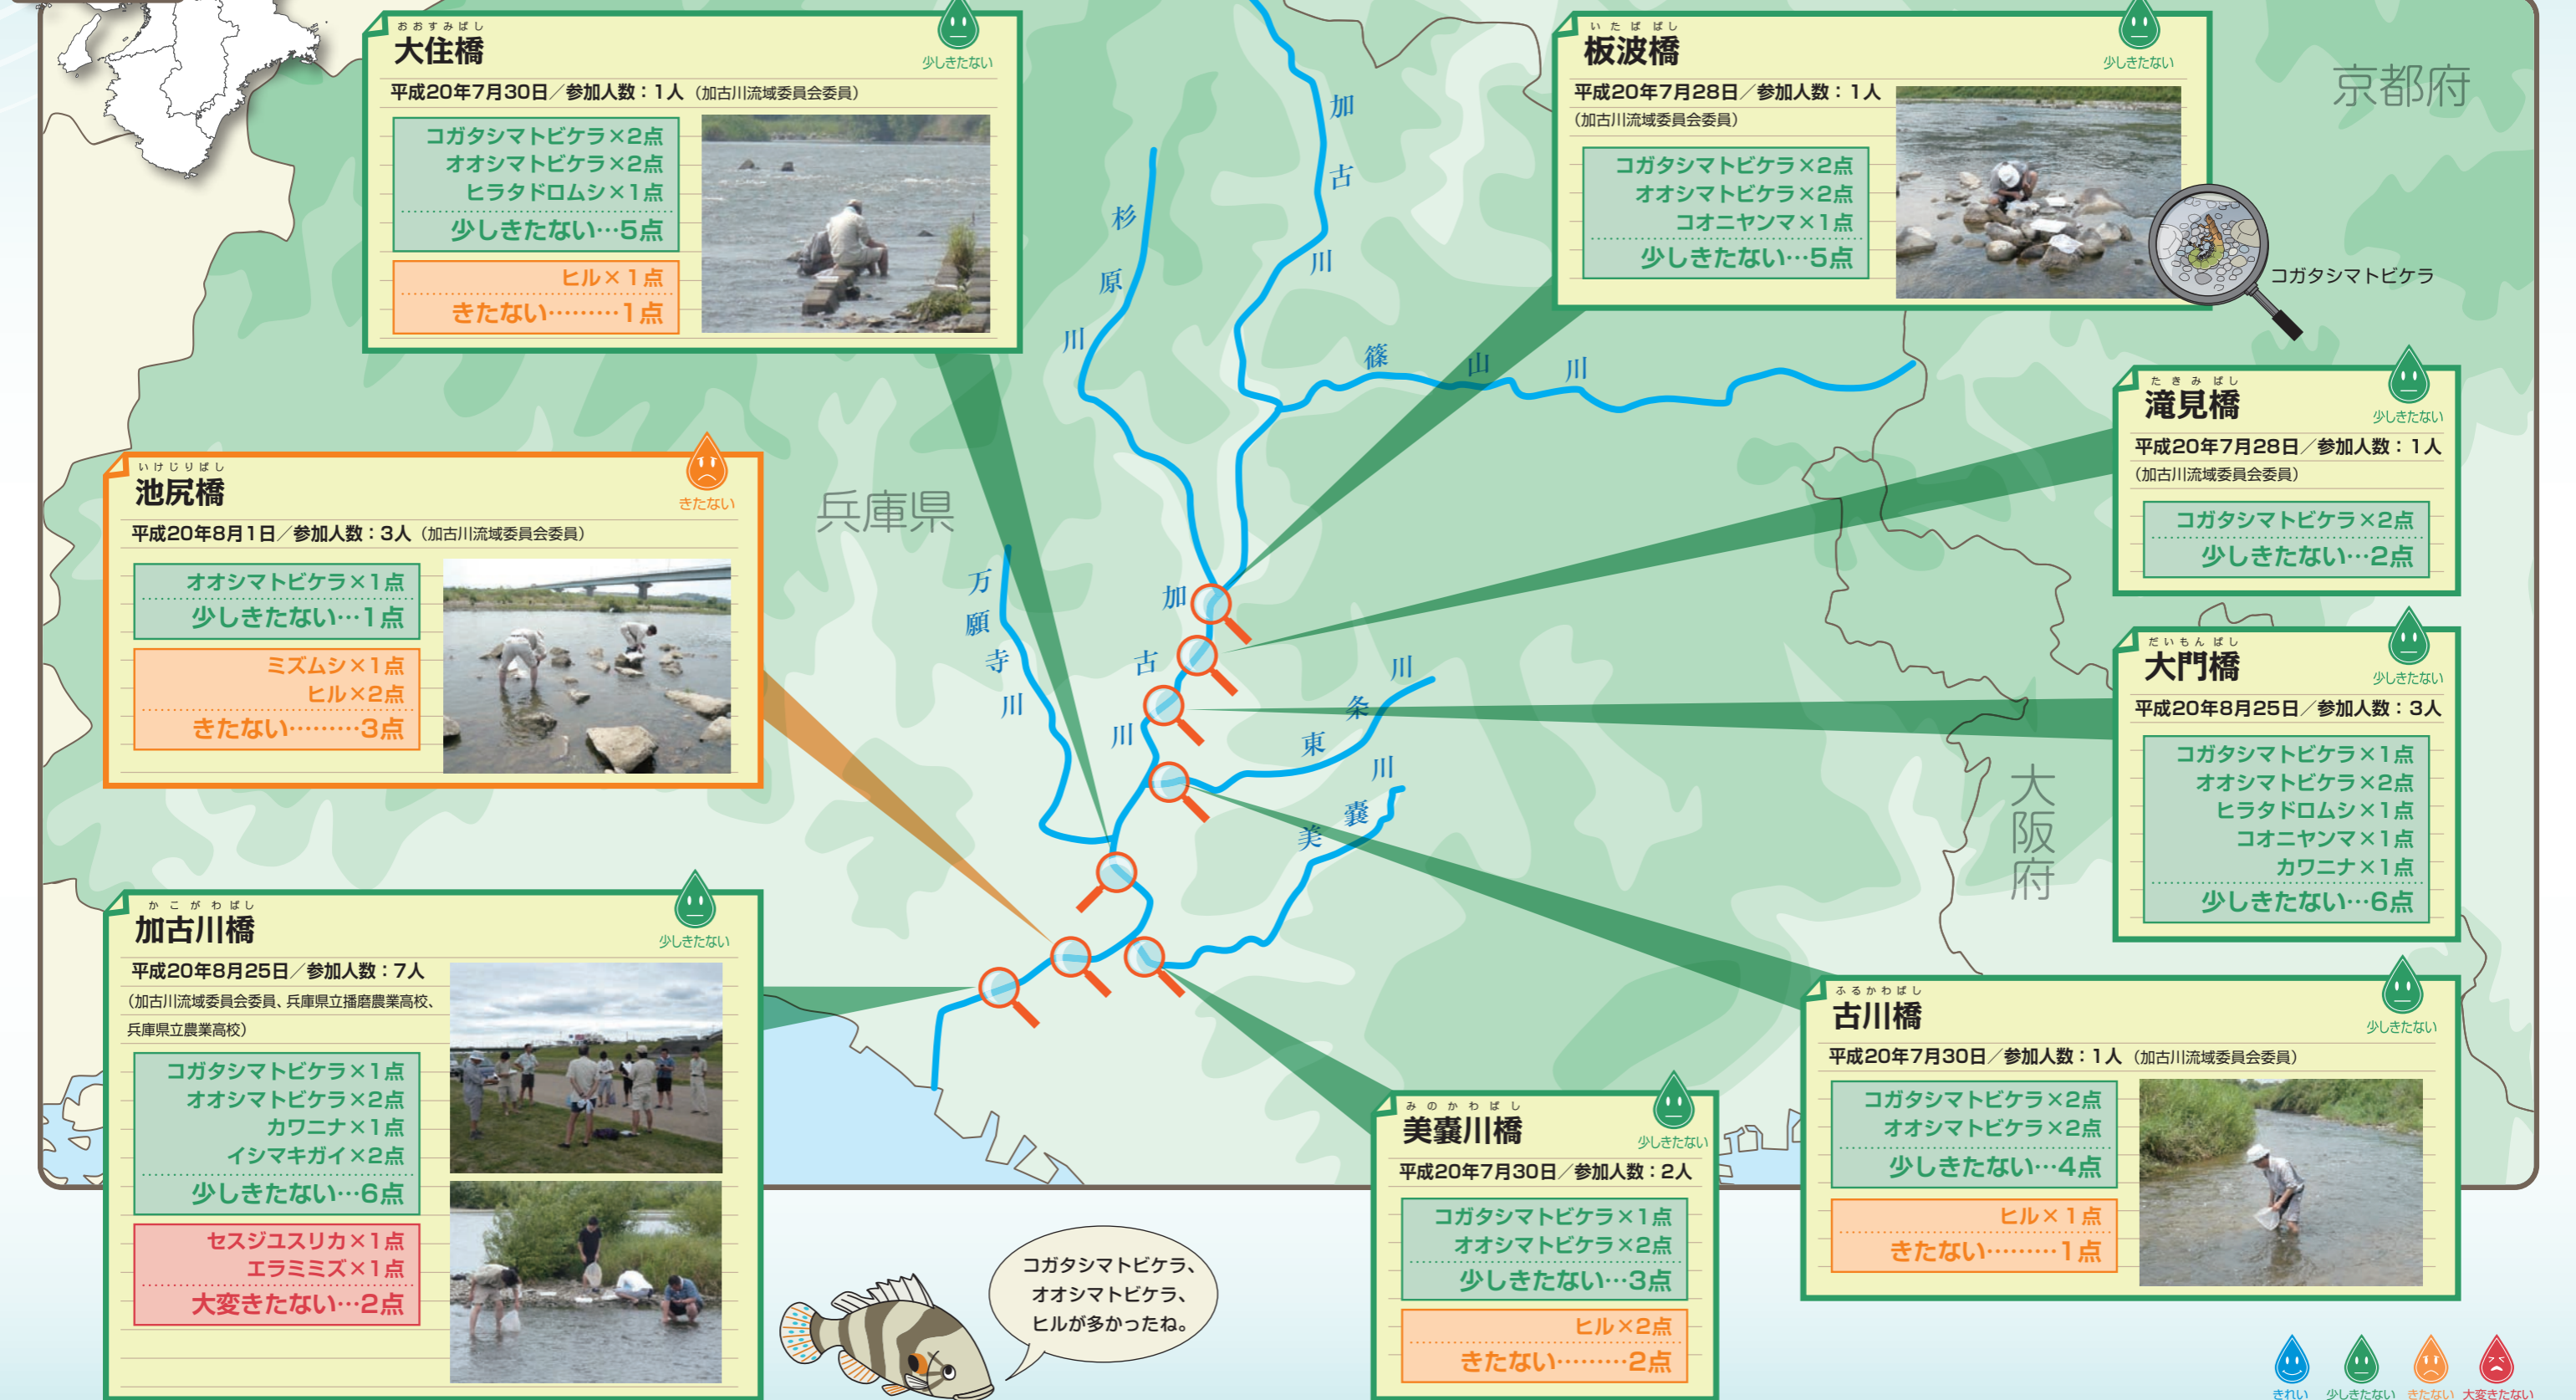 おおすみばし
大住橋
少しきたない
平成20年7月30日／参加人数：1人（加古川流域委員会委員）
コガタシマトビケラ×2点
オオシマトビケラ×2点
ヒラタドロムシ×1点
少しきたない…5点
ヒル×1点
きたない………1点
いたばばし
板波橋
少しきたない
平成20年7月28日／参加人数：1人
（加古川流域委員会委員）
コガタシマトビケラ×2点
オオシマトビケラ×2点
コオニヤンマ×1点
少しきたない…5点
コガタシマトビケラ
京都府
加古川
杉原川
篠山川
たきみばし
滝見橋
少しきたない
平成20年7月28日／参加人数：1人
（加古川流域委員会委員）
コガタシマトビケラ×2点
少しきたない…2点
いけじりばし
池尻橋
きたない
平成20年8月1日／参加人数：3人（加古川流域委員会委員）
オオシマトビケラ×1点
少しきたない…1点
ミズムシ×1点
ヒル×2点
きたない………3点
兵庫県
万願寺川
加古川
東条川
美嚢川
大阪府
だいもんばし
大門橋
少しきたない
平成20年8月25日／参加人数：3人
コガタシマトビケラ×1点
オオシマトビケラ×2点
ヒラタドロムシ×1点
コオニヤンマ×1点
カワニナ×1点
少しきたない…6点
かこがわばし
加古川橋
少しきたない
平成20年8月25日／参加人数：7人
（加古川流域委員会委員、兵庫県立播磨農業高校、
兵庫県立農業高校）
コガタシマトビケラ×1点
オオシマトビケラ×2点
カワニナ×1点
イシマキガイ×2点
少しきたない…6点
セスジユスリカ×1点
エラミミズ×1点
大変きたない…2点
ふるかわばし
古川橋
少しきたない
平成20年7月30日／参加人数：1人（加古川流域委員会委員）
コガタシマトビケラ×2点
オオシマトビケラ×2点
少しきたない…4点
ヒル×1点
きたない………1点
みのかわばし
美嚢川橋
少しきたない
平成20年7月30日／参加人数：2人
コガタシマトビケラ×1点
オオシマトビケラ×2点
少しきたない…3点
ヒル×2点
きたない………2点
コガタシマトビケラ、
オオシマトビケラ、
ヒルが多かったね。
きれい 少しきたない きたない 大変きたない